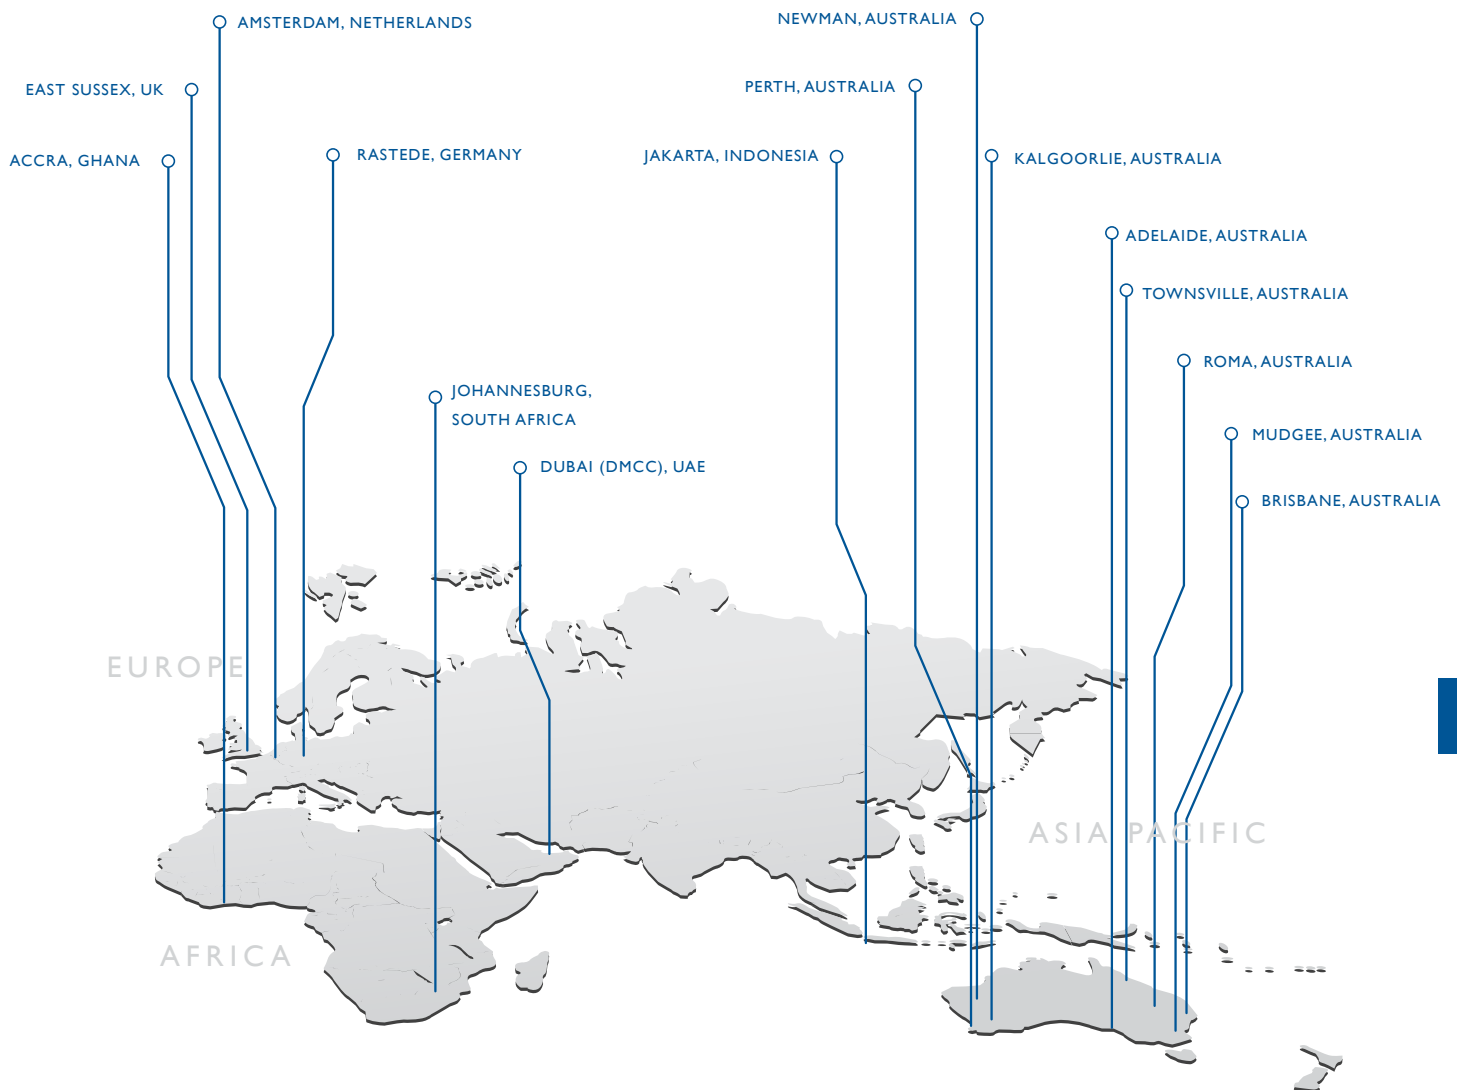 AMSTERDAM, NETHERLANDS
NEWMAN, AUSTRALIA
EAST SUSSEX, UK
PERTH, AUSTRALIA
ACCRA, GHANA
RASTEDE, GERMANY
JAKARTA, INDONESIA
KALGOORLIE, AUSTRALIA
ADELAIDE, AUSTRALIA
TOWNSVILLE, AUSTRALIA
ROMA, AUSTRALIA
JOHANNESBURG,
SOUTH AFRICA
MUDGEE, AUSTRALIA
DUBAI (DMCC), UAE
BRISBANE, AUSTRALIA
EUROPE
ASIA PACIFIC
AFRICA